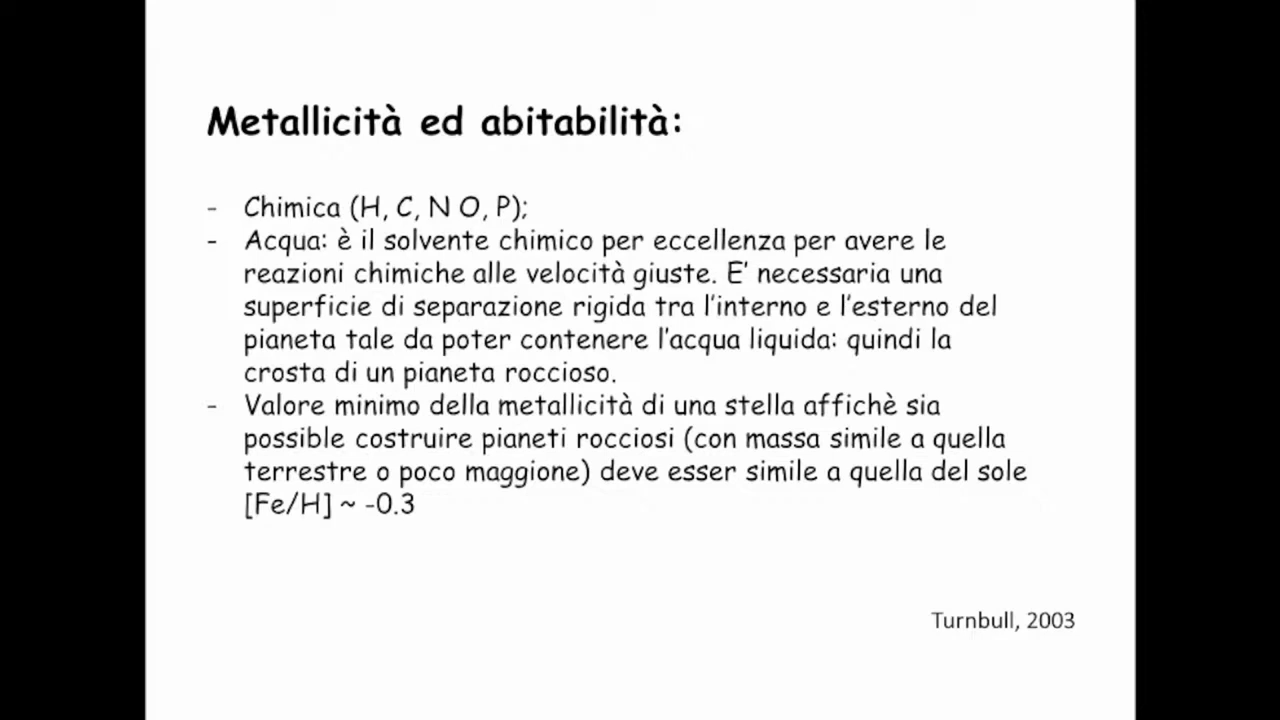 Metallicità ed abitabilità:
- Chimica (H, C, N O, P);
- Acqua: è il solvente chimico per eccellenza per avere le
reazioni chimiche alle velocità giuste. E' necessaria una
superficie di separazione rigida tra l'interno e l'esterno del
pianeta tale da poter contenere l'acqua liquida: quindi la
crosta di un pianeta roccioso.
- Valore minimo della metallicità di una stella affichè sia
possible costruire pianeti rocciosi (con massa simile a quella
terrestre o poco maggione) deve esser simile a quella del sole
[Fe/H] ~ -0.3
Turnbull, 2003